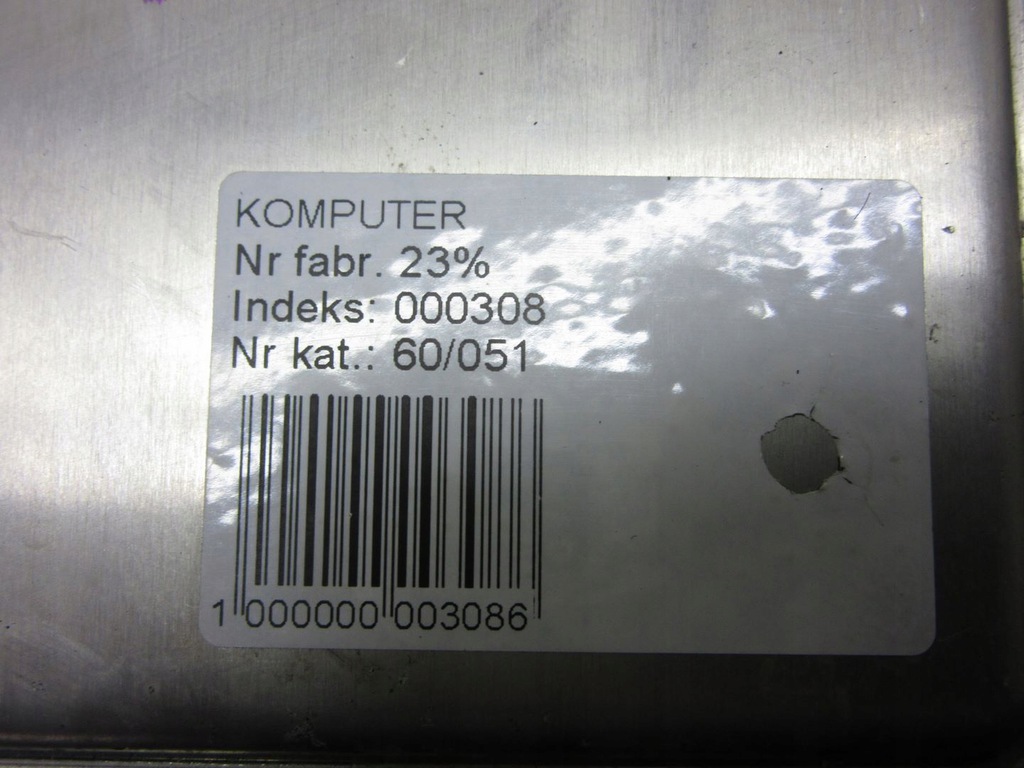 KOMPUTER
Nr fabr. 23%
Indeks: 000308
Nr kat.: 60/051
1 000000 003086